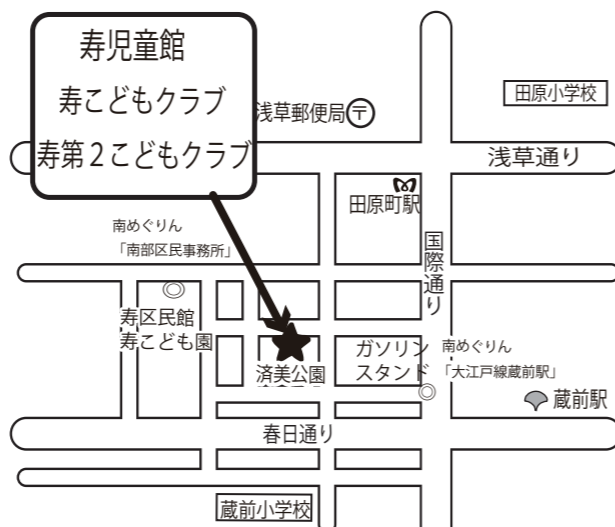 寿児童館
寿こどもクラブ
寿第2こどもクラブ
田原小学校
浅草郵便局〒
浅草通り
田原町駅
南めぐりん
「南部区民事務所」
国際通り
寿区民館
寿こども園
済美公園
ガソリン
スタンド
南めぐりん
「大江戸線蔵前駅」
蔵前駅
春日通り
蔵前小学校